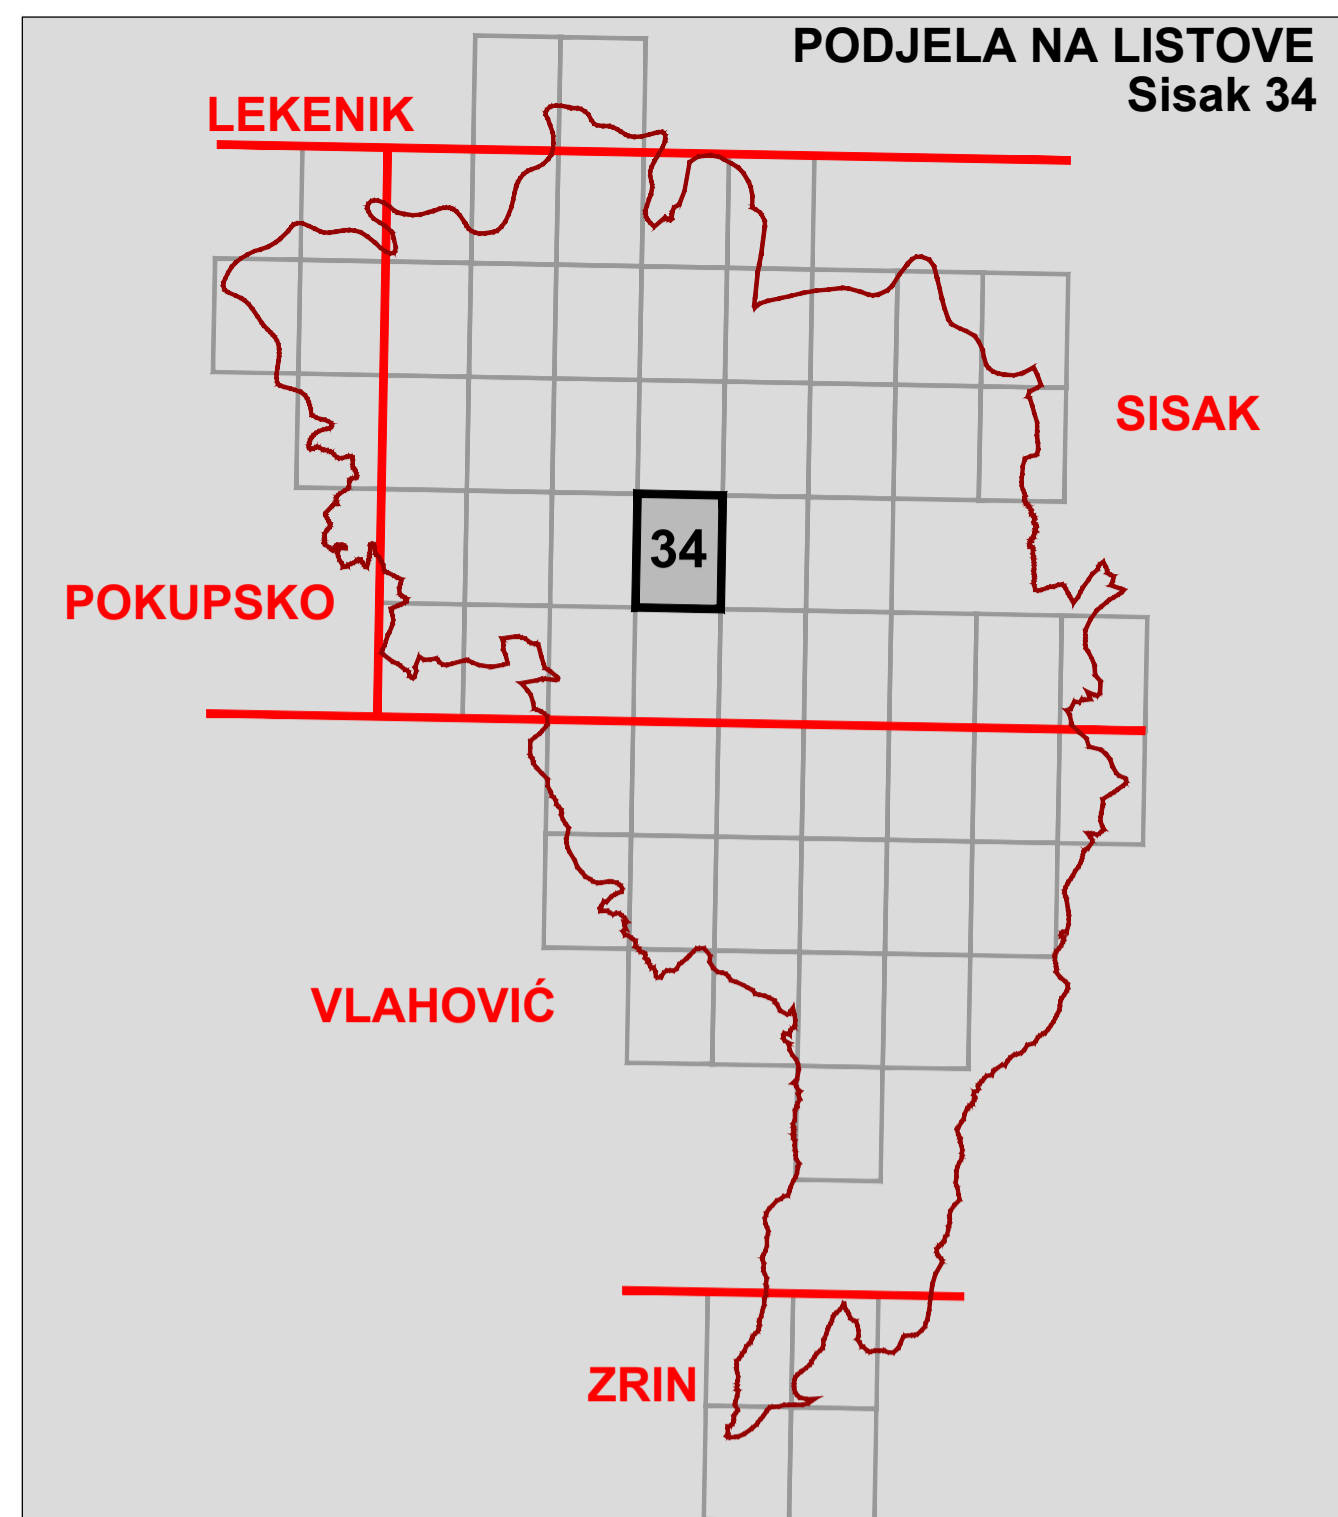 PODJELA NA LISTOVE
Sisak 34
LEKENIK
SISAK
34
POKUPSKO
VLAHOVIĆ
ZRIN